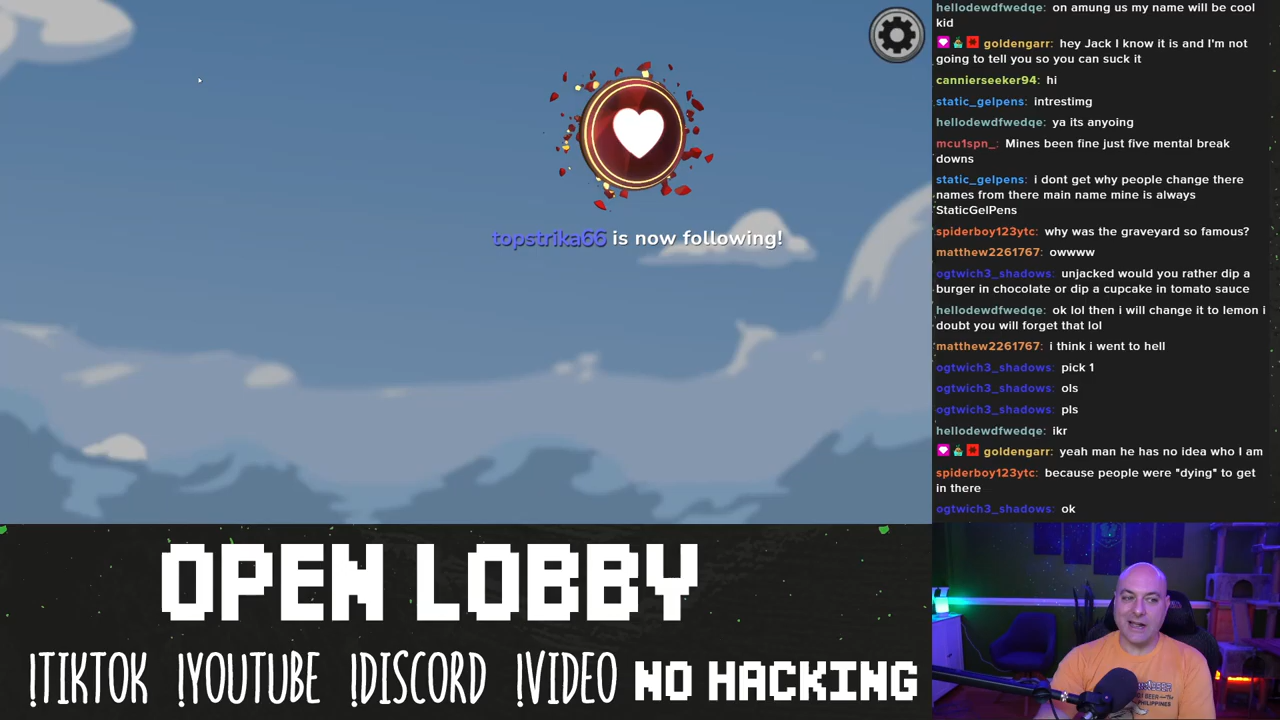 topstrika66 is now following!
OPEN LOBBY
!TIKTOK !YOUTUBE !DISCORD !VIDEO NO HACKING
hellodewdfwedqe: on amung us my name will be cool
kid
goldengarr: hey Jack I know it is and I'm not
going to tell you so you can suck it
cannierseeker94: hi
static_gelpens: intrestimg
hellodewdfwedqe: ya its anyoing
mcu1spn_: Mines been fine just five mental break
downs
static_gelpens: i dont get why people change there
names from there main name mine is always
StaticGelPens
spiderboy123ytc: why was the graveyard so famous?
matthew2261767: owwww
ogtwich3_shadows: unjacked would you rather dip a
burger in chocolate or dip a cupcake in tomato sauce
hellodewdfwedqe: ok lol then i will change it to lemon i
doubt you will forget that lol
matthew2261767: i think i went to hell
ogtwich3_shadows: pick 1
ogtwich3_shadows: ols
ogtwich3_shadows: pls
hellodewdfwedqe: ikr
goldengarr: yeah man he has no idea who I am
spiderboy123ytc: because people were "dying" to get
in there
ogtwich3_shadows: ok
PHILIPPINES